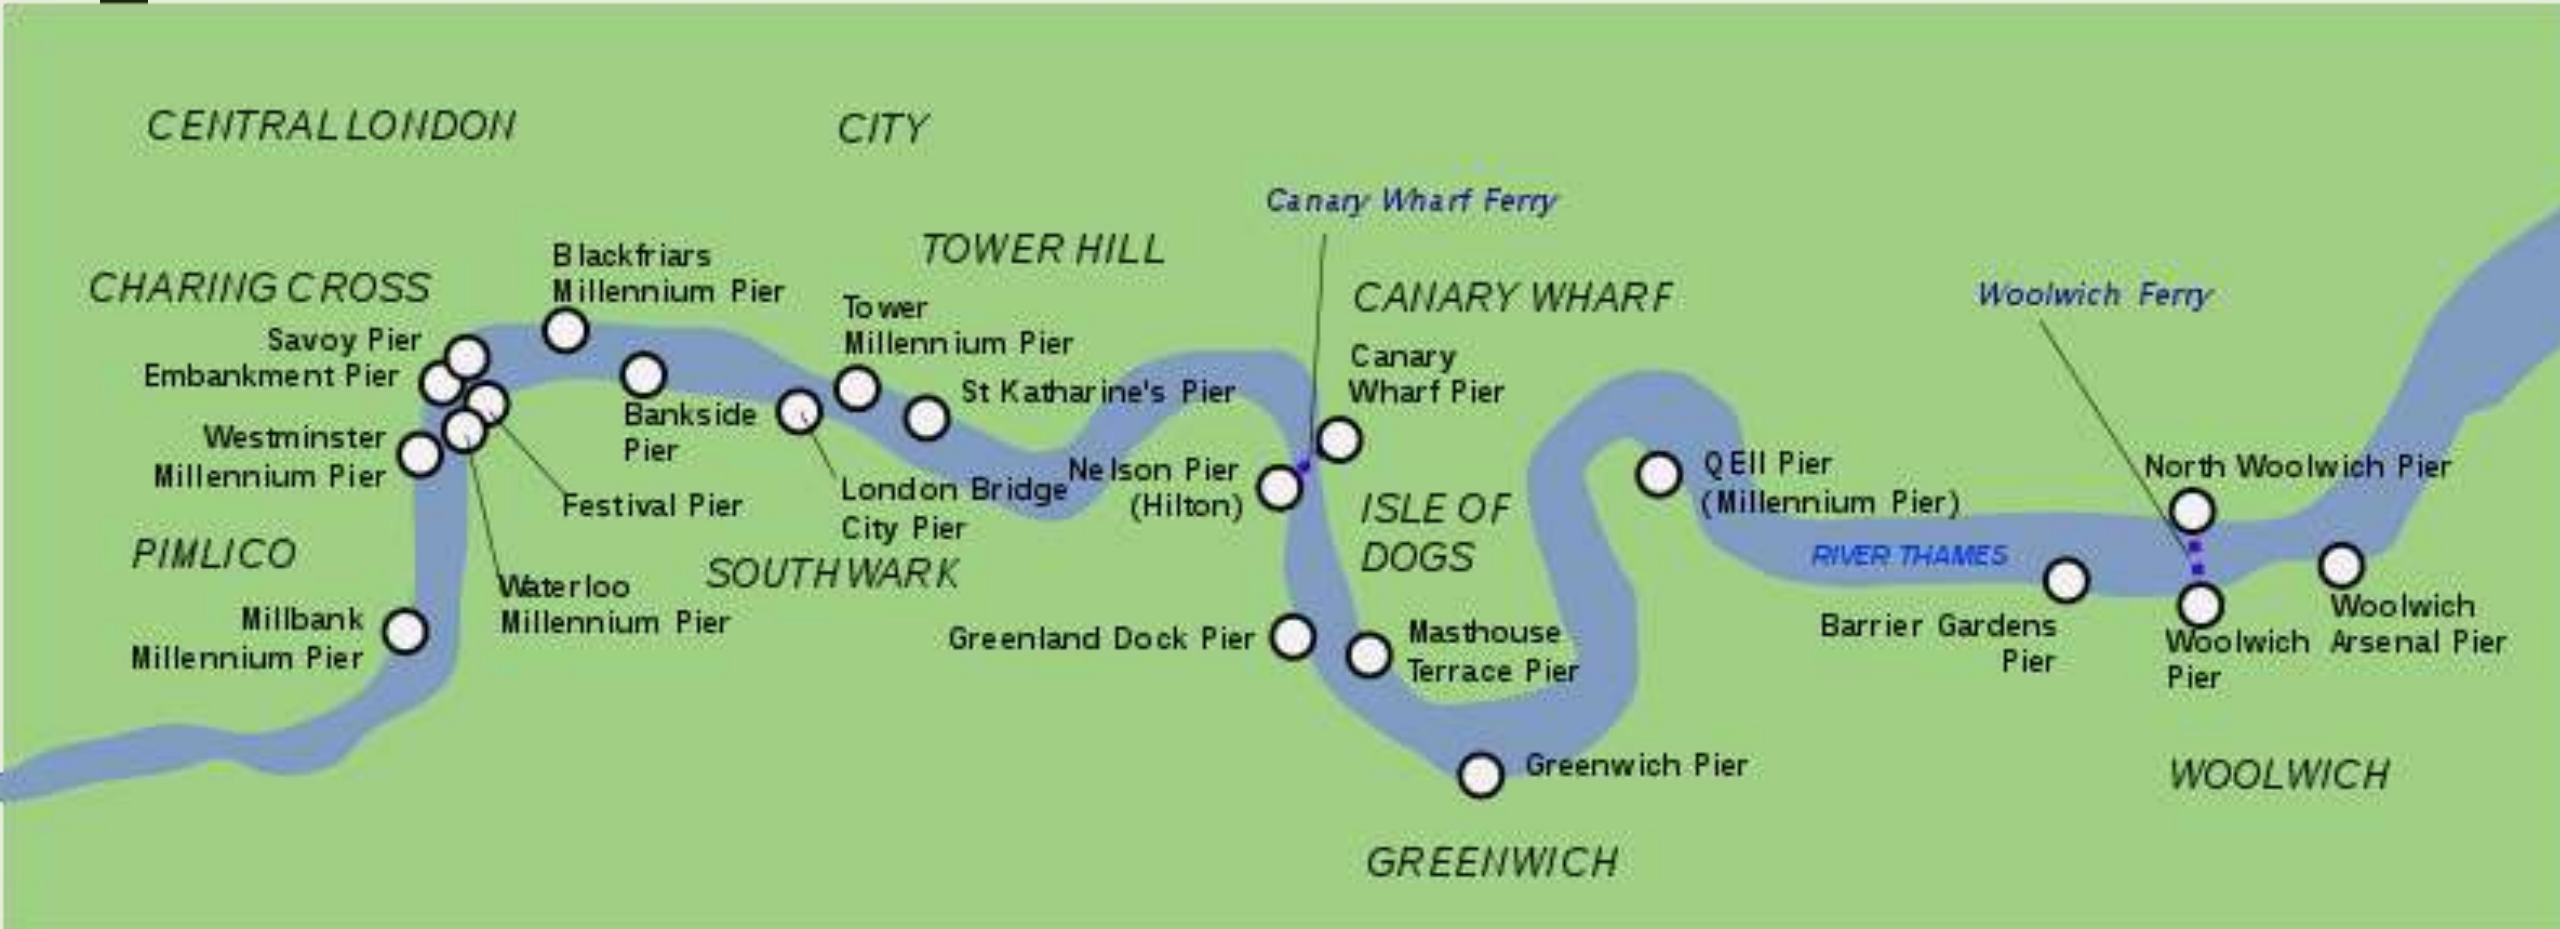 CENTRAL LONDON
CITY
Canary Wharf Ferry
TOWER HILL
Blackfriars
Millennium Pier
CHARING CROSS
CANARY WHARF
Woolwich Ferry
Tower
Millennium Pier
Savoy Pier
Embankment Pier
Canary
Wharf Pier
St Katharine's Pier
Bankside
Pier
Westminster
Millennium Pier
Festival Pier
London Bridge
City Pier
Nelson Pier
(Hilton)
ISLE OF
DOGS
QEII Pier
(Millennium Pier)
North Woolwich Pier
RIVER THAMES
PIMLICO
SOUTHWARK
Waterloo
Millennium Pier
Millbank
Millennium Pier
Greenland Dock Pier
Masthouse
Terrace Pier
Barrier Gardens
Pier
Woolwich
Pier
Woolwich
Arsenal Pier
Greenwich Pier
WOOLWICH
GREENWICH